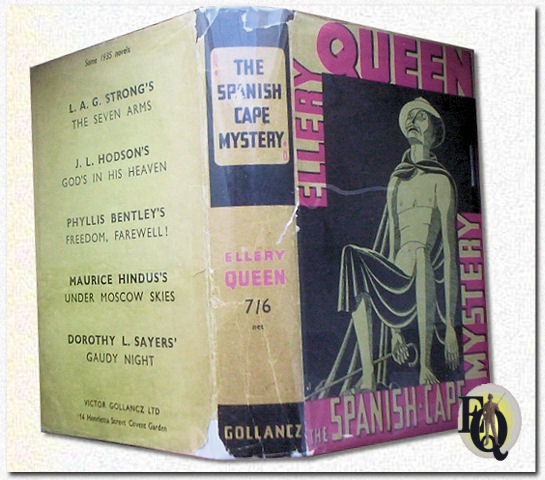 Some 1935 novels
L. A. G. STRONG'S
THE SEVEN ARMS
J. L. HODSON'S
GOD'S IN HIS HEAVEN
PHYLLIS BENTLEY'S
FREEDOM, FAREWELL!
MAURICE HINDUS'S
UNDER MOSCOW SKIES
DOROTHY L. SAYERS'
GAUDY NIGHT
VICTOR GOLLANCZ LTD
14 Henrietta Street Covent Garden
THE
SPANISH
CAPE
MYSTERY
ELLERY
QUEEN
7/6
net
GOLLANCZ
ELLERY
QUEEN
THE SPANISH-CAPE
MYSTERY
EQ